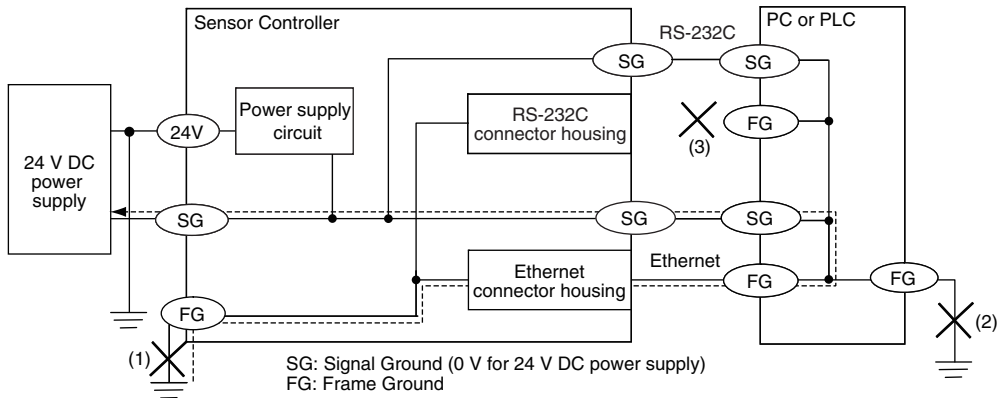 Sensor Controller
PC or PLC
RS-232C
SG
SG
24 V DC
power
supply
24V
Power supply
circuit
RS-232C
connector housing
(3)
FG
SG
SG
SG
Ethernet
connector housing
Ethernet
FG
FG
FG
(1)
(2)
SG: Signal Ground (0 V for 24 V DC power supply)
FG: Frame Ground